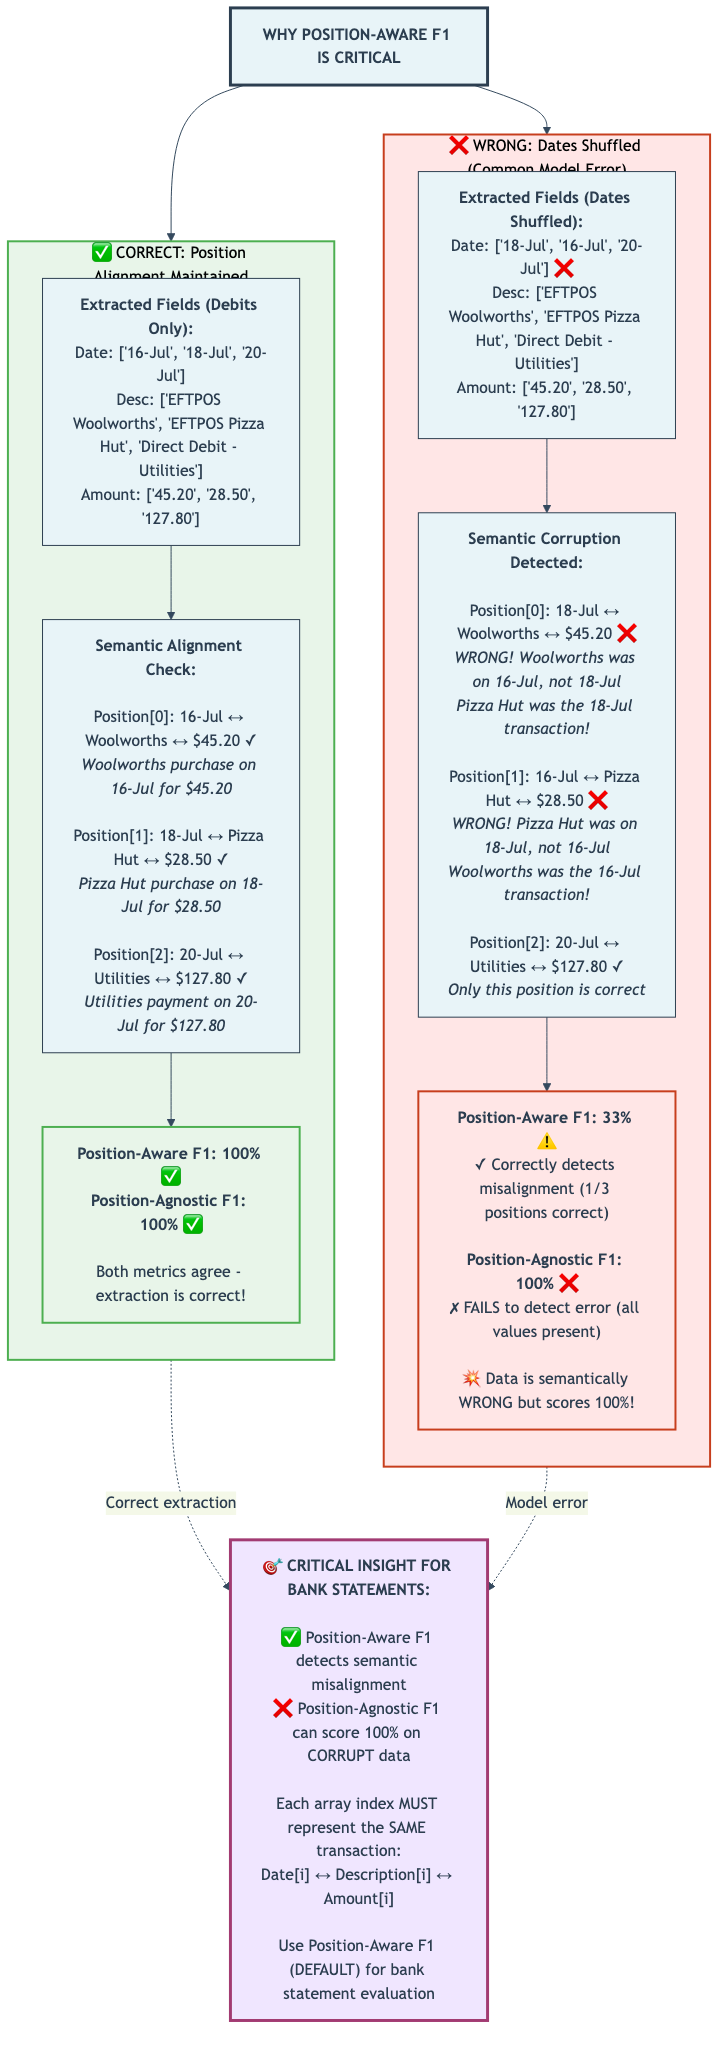 WHY POSITION-AWARE F1
IS CRITICAL
✅ CORRECT: Position
Alignment Maintained
Extracted Fields (Debits
Only):
Date: ['16-Jul', '18-Jul', '20-
Jul']
Desc: ['EFTPOS
Woolworths', 'EFTPOS Pizza
Hut', 'Direct Debit -
Utilities']
Amount: ['45.20', '28.50',
'127.80']
Semantic Alignment
Check:
Position[0]: 16-Jul ↔
Woolworths ↔ $45.20 ✓
Woolworths purchase on
16-Jul for $45.20
Position[1]: 18-Jul ↔ Pizza
Hut ↔ $28.50 ✓
Pizza Hut purchase on 18-
Jul for $28.50
Position[2]: 20-Jul ↔
Utilities ↔ $127.80 ✓
Utilities payment on 20-
Jul for $127.80
Position-Aware F1: 100%
✅
Position-Agnostic F1:
100% ✅
Both metrics agree -
extraction is correct!
❌ WRONG: Dates Shuffled
(Common Model Error)
Extracted Fields (Dates
Shuffled):
Date: ['18-Jul', '16-Jul', '20-
Jul'] ❌
Desc: ['EFTPOS
Woolworths', 'EFTPOS Pizza
Hut', 'Direct Debit -
Utilities']
Amount: ['45.20', '28.50',
'127.80']
Semantic Corruption
Detected:
Position[0]: 18-Jul ↔
Woolworths ↔ $45.20 ❌
WRONG! Woolworths was
on 16-Jul, not 18-Jul
Pizza Hut was the 18-Jul
transaction!
Position[1]: 16-Jul ↔ Pizza
Hut ↔ $28.50 ❌
WRONG! Pizza Hut was on
18-Jul, not 16-Jul
Woolworths was the 16-Jul
transaction!
Position[2]: 20-Jul ↔
Utilities ↔ $127.80 ✓
Only this position is correct
Position-Aware F1: 33%
⚠️
✓ Correctly detects
misalignment (1/3
positions correct)
Position-Agnostic F1:
100% ❌
✗ FAILS to detect error (all
values present)
💥 Data is semantically
WRONG but scores 100%!
Correct extraction
Model error
🎯 CRITICAL INSIGHT FOR
BANK STATEMENTS:
✅ Position-Aware F1
detects semantic
misalignment
❌ Position-Agnostic F1
can score 100% on
CORRUPT data
Each array index MUST
represent the SAME
transaction:
Date[i] ↔ Description[i] ↔
Amount[i]
Use Position-Aware F1
(DEFAULT) for bank
statement evaluation